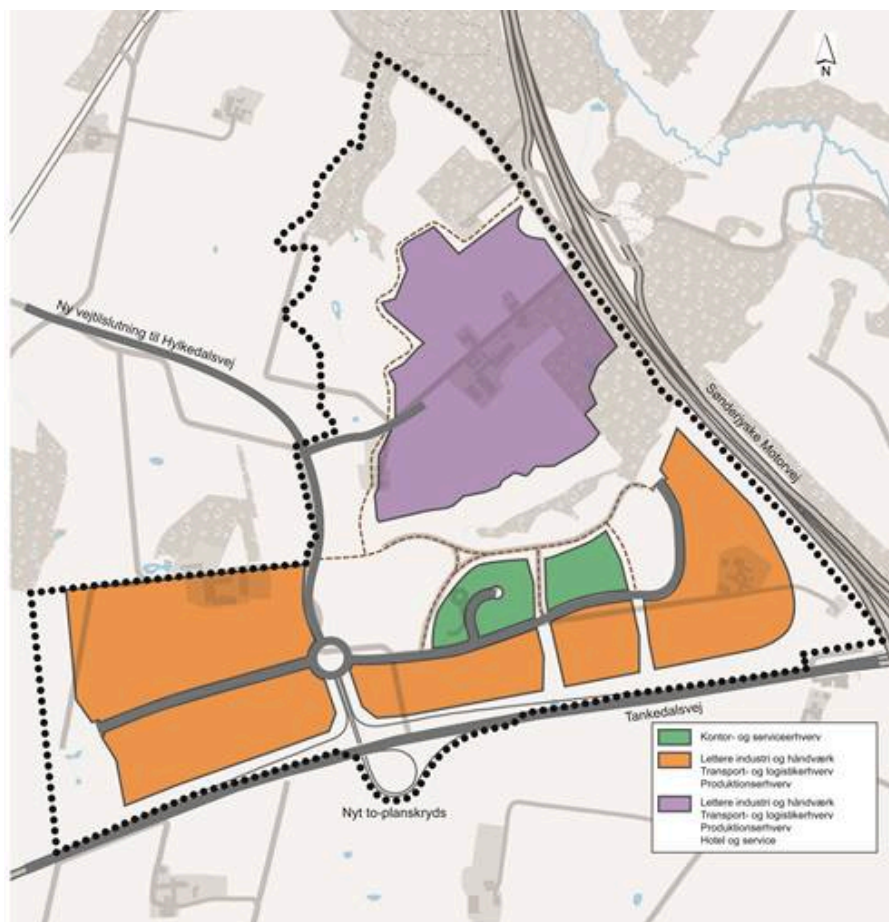 N
Ny vejtilslutning til Hylkedalsvej
Sønderjyske Motorvej
Tankedalsvej
Nyt to-planskryds
Kontor- og serviceerhverv
Lettere industri og håndværk
Transport- og logistikerhverv
Produktionserhverv
Lettere industri og håndværk
Transport- og logistikerhverv
Produktionserhverv
Hotel og service